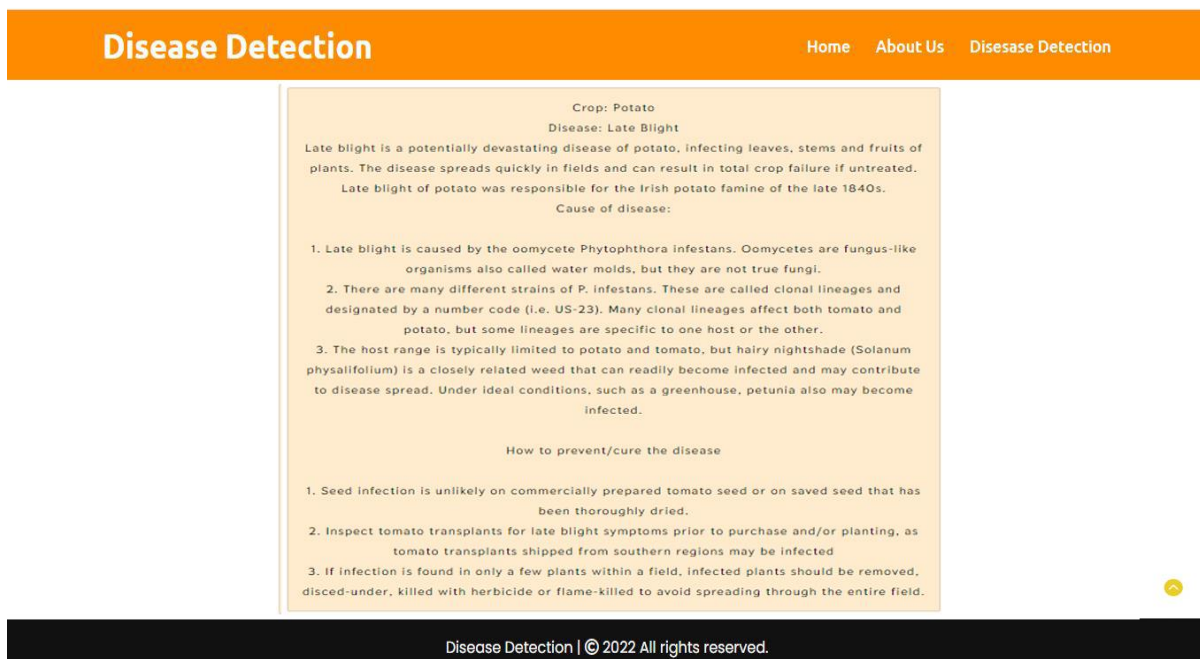 Disease Detection
Home About Us Disesase Detection
Crop: Potato
Disease: Late Blight
Late blight is a potentially devastating disease of potato, infecting leaves, stems and fruits of
plants. The disease spreads quickly in fields and can result in total crop failure if untreated.
Late blight of potato was responsible for the Irish potato famine of the late 1840s.
Cause of disease:
1. Late blight is caused by the oomycete Phytophthora infestans. Oomycetes are fungus-like
organisms also called water molds, but they are not true fungi.
2. There are many different strains of P. infestans. These are called clonal lineages and
designated by a number code (i.e. US-23). Many clonal lineages affect both tomato and
potato, but some lineages are specific to one host or the other.
3. The host range is typically limited to potato and tomato, but hairy nightshade (Solanum
physalifolium) is a closely related weed that can readily become infected and may contribute
to disease spread. Under ideal conditions, such as a greenhouse, petunia also may become
infected.
How to prevent/cure the disease
1. Seed infection is unlikely on commercially prepared tomato seed or on saved seed that has
been thoroughly dried.
2. Inspect tomato transplants for late blight symptoms prior to purchase and/or planting, as
tomato transplants shipped from southern regions may be infected
3. If infection is found in only a few plants within a field, infected plants should be removed,
disced-under, killed with herbicide or flame-killed to avoid spreading through the entire field.
Disease Detection | © 2022 All rights reserved.